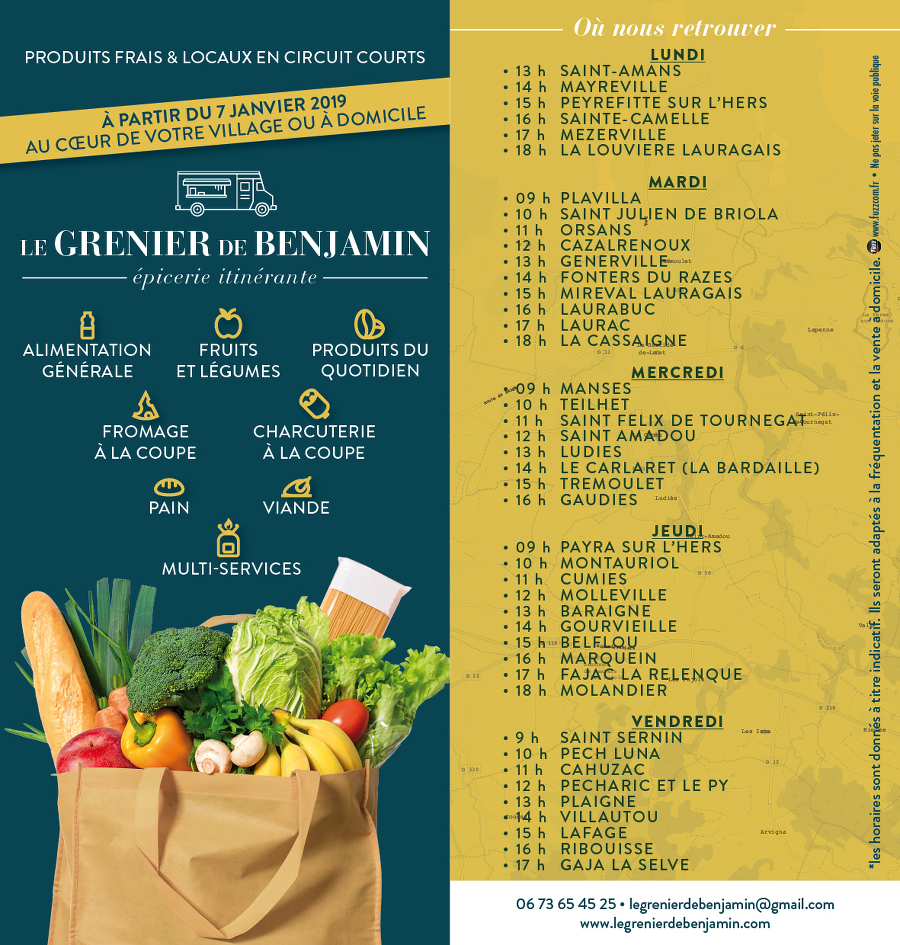 PRODUITS FRAIS & LOCAUX EN CIRCUIT COURTS
À PARTIR DU 7 JANVIER 2019
AU CŒUR DE VOTRE VILLAGE OU À DOMICILE
LE GRENIER DE BENJAMIN
épicerie itinérante
ALIMENTATION
GÉNÉRALE
FRUITS
ET LÉGUMES
PRODUITS DU
QUOTIDIEN
FROMAGE
À LA COUPE
CHARCUTERIE
À LA COUPE
PAIN
VIANDE
MULTI-SERVICES
Où nous retrouver
LUNDI
• 13 h SAINT-AMANS
• 14 h MAYREVILLE
• 15 h PEYREFITTE SUR L'HERS
• 16 h SAINTE-CAMELLE
• 17 h MEZERVILLE
• 18 h LA LOUVIERE LAURAGAIS
MARDI
• 09 h PLAVILLA
• 10 h SAINT JULIEN DE BRIOLA
• 11 h ORSANS
• 12 h CAZALRENOUX
• 13 h GENERVILLE
• 14 h FONTERS DU RAZES
• 15 h MIREVAL LAURAGAIS
• 16 h LAURABUC
• 17 h LAURAC
• 18 h LA CASSAIGNE
MERCREDI
• 09 h MANSES
• 10 h TEILHET
• 11 h SAINT FELIX DE TOURNEGAT
• 12 h SAINT AMADOU
• 13 h LUDIES
• 14 h LE CARLARET (LA BARDAILLE)
• 15 h TREMOULET
• 16 h GAUDIES
JEUDI
• 09 h PAYRA SUR L'HERS
• 10 h MONTAURIOL
• 11 h CUMIES
• 12 h MOLLEVILLE
• 13 h BARAIGNE
• 14 h GOURVIEILLE
• 15 h BELFLOU
• 16 h MARQUEIN
• 17 h FAJAC LA RELENQUE
• 18 h MOLANDIER
VENDREDI
• 9 h SAINT SERNIN
• 10 h PECH LUNA
• 11 h CAHUZAC
• 12 h PECHARIC ET LE PY
• 13 h PLAIGNE
• 14 h VILLAUTOU
• 15 h LAFAGE
• 16 h RIBOUISSE
• 17 h GAJA LA SELVE
*les horaires sont donnés à titre indicatif. Ils seront adaptés à la fréquentation et la vente à domicile.
www.fuzzcom.fr • Ne pas jeter sur la voie publique
Lapenne
D 6
Ludiès
D 12
Arvigna
06 73 65 45 25 • legrenierdebenjamin@gmail.com
www.legrenierdebenjamin.com